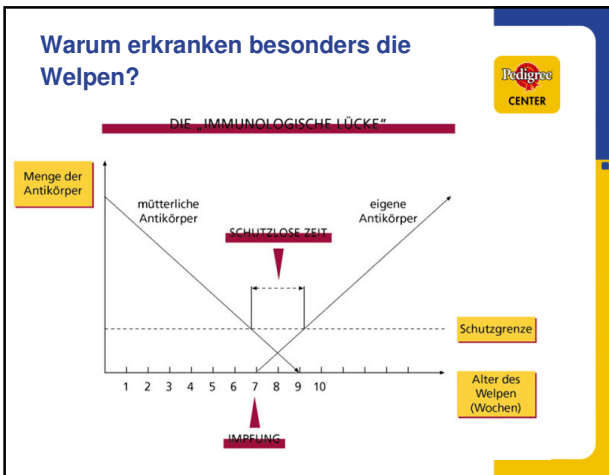 Warum erkranken besonders die
Welpen?
Pedigree
CENTER
DIE „IMMUNOLOGISCHE LÜCKE“
Menge der
Antikörper
mütterliche
Antikörper
eigene
Antikörper
SCHUTZLOSE ZEIT
Schutzgrenze
1 2 3 4 5 6 7 8 9 10
Alter des
Welpen
(Wochen)
IMPFUNG